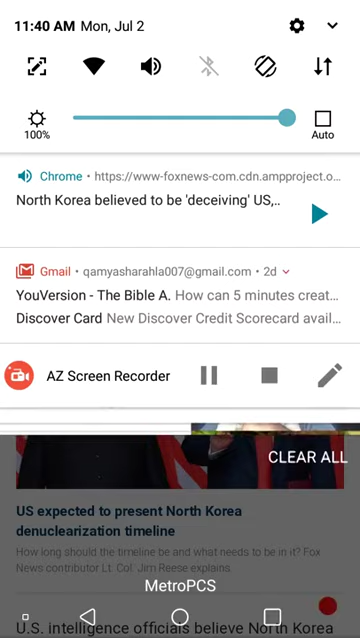 11:40 AM Mon, Jul 2
100%
Auto
Chrome • https://www-foxnews-com.cdn.ampproject.o...
North Korea believed to be 'deceiving' US,..
Gmail • qamyasharahla007@gmail.com • 2d
YouVersion - The Bible A. How can 5 minutes creat...
Discover Card New Discover Credit Scorecard avail...
AZ Screen Recorder
CLEAR ALL
US expected to present North Korea
denuclearization timeline
How long should the timeline be and what needs to be in it? Fox
News contributor Lt. Col. Jim Reese explains.
MetroPCS
U.S. intelligence officials believe North Korea